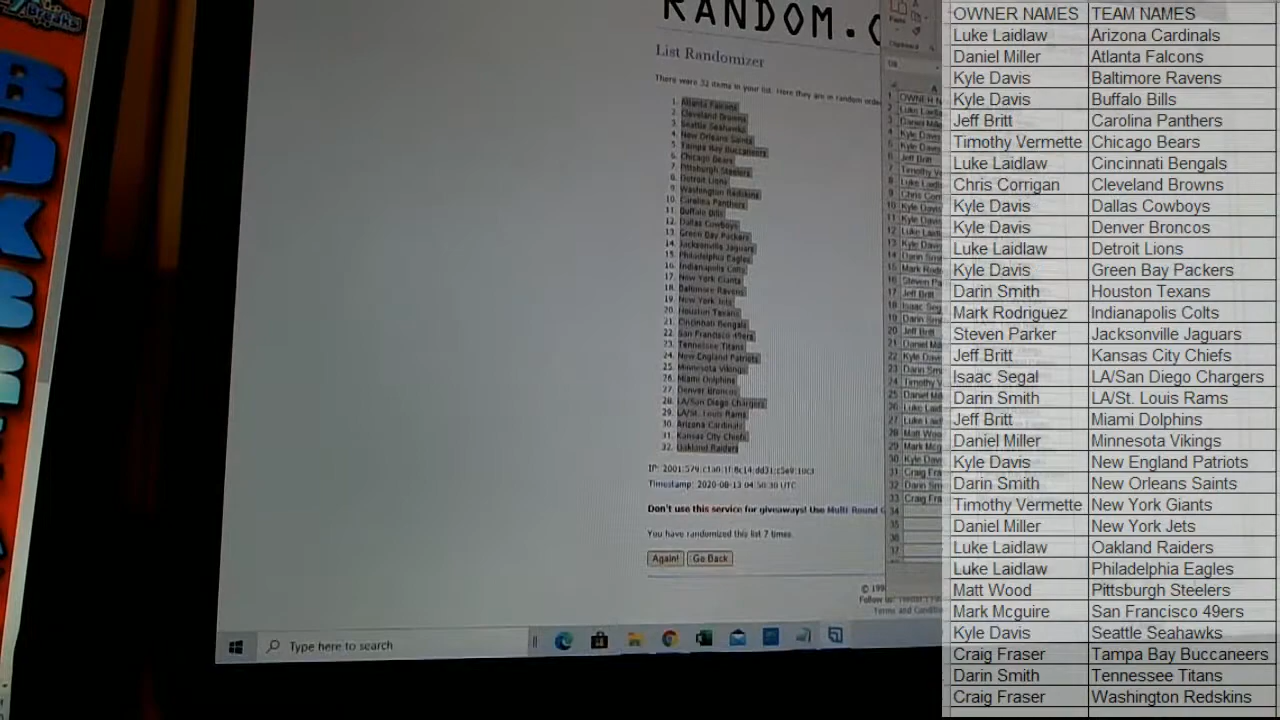 Breaks!
BOX
RANDOM.C
List Randomizer
There were 32 items in your list. Here they are in random order
1. Atlanta Falcons
2. Cleveland Browns
3. Seattle Seahawks
4. New Orleans Saints
5. Tampa Bay Buccaneers
6. Chicago Bears
7. Pittsburgh Steelers
8. Detroit Lions
9. Washington Redskins
10. Carolina Panthers
11. Buffalo Bills
12. Dallas Cowboys
13. Green Bay Packers
14. Jacksonville Jaguars
15. Philadelphia Eagles
16. Indianapolis Colts
17. New York Giants
18. Baltimore Ravens
19. New York Jets
20. Houston Texans
21. Cincinnati Bengals
22. San Francisco 49ers
23. Tennessee Titans
24. New England Patriots
25. Minnesota Vikings
26. Miami Dolphins
27. Denver Broncos
28. LA/San Diego Chargers
29. LA/St. Louis Rams
30. Arizona Cardinals
31. Kansas City Chiefs
32. Oakland Raiders
Don't use this service for giveaways! Use Multi-Round
You have randomized this list 7 times.
Again! Go Back
Type here to search
OWNER NAMES TEAM NAMES
Luke Laidlaw Arizona Cardinals
Daniel Miller Atlanta Falcons
Kyle Davis Baltimore Ravens
Kyle Davis Buffalo Bills
Jeff Britt Carolina Panthers
Timothy Vermette Chicago Bears
Luke Laidlaw Cincinnati Bengals
Chris Corrigan Cleveland Browns
Kyle Davis Dallas Cowboys
Kyle Davis Denver Broncos
Luke Laidlaw Detroit Lions
Kyle Davis Green Bay Packers
Darin Smith Houston Texans
Mark Rodriguez Indianapolis Colts
Steven Parker Jacksonville Jaguars
Jeff Britt Kansas City Chiefs
Isaac Segal LA/San Diego Chargers
Darin Smith LA/St. Louis Rams
Jeff Britt Miami Dolphins
Daniel Miller Minnesota Vikings
Kyle Davis New England Patriots
Darin Smith New Orleans Saints
Timothy Vermette New York Giants
Daniel Miller New York Jets
Luke Laidlaw Oakland Raiders
Luke Laidlaw Philadelphia Eagles
Matt Wood Pittsburgh Steelers
Mark Mcguire San Francisco 49ers
Kyle Davis Seattle Seahawks
Craig Fraser Tampa Bay Buccaneers
Darin Smith Tennessee Titans
Craig Fraser Washington Redskins